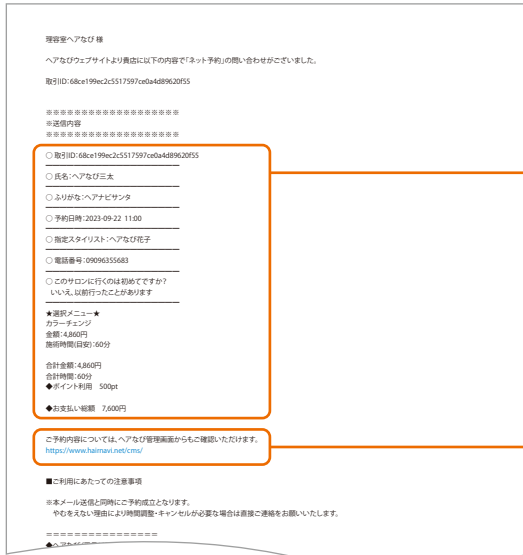 理容室ヘアなび 様
ヘアなびウェブサイトより貴店に以下の内容で「ネット予約」の問い合わせがございました。
取引ID:68ce199ec2c5517597ce0a4d89620f55
※※※※※※※※※※※※※※※※※※※
※送信内容
※※※※※※※※※※※※※※※※※※※
○ 取引ID:68ce199ec2c5517597ce0a4d89620f55
○ 氏名:ヘアなび三太
○ ふりがな:ヘアナビサンタ
○ 予約日時:2023-09-22 11:00
○ 指定スタイリスト:ヘアなび花子
○ 電話番号:09096355683
○ このサロンに行くのは初めてですか?
いいえ、以前行ったことがあります
★選択メニュー★
カラーチェンジ
金額:4,860円
施術時間(目安):60分
合計金額:4,860円
合計時間:60分
◆ポイント利用 500pt
◆お支払い総額 7,600円
ご予約内容については、ヘアなび管理画面からもご確認いただけます。
https://www.hairnavi.net/cms/
■ご利用にあたっての注意事項
※本メール送信と同時にご予約成立となります。
やむをえない理由により時間調整・キャンセルが必要な場合は直接ご連絡をお願いいたします。
================